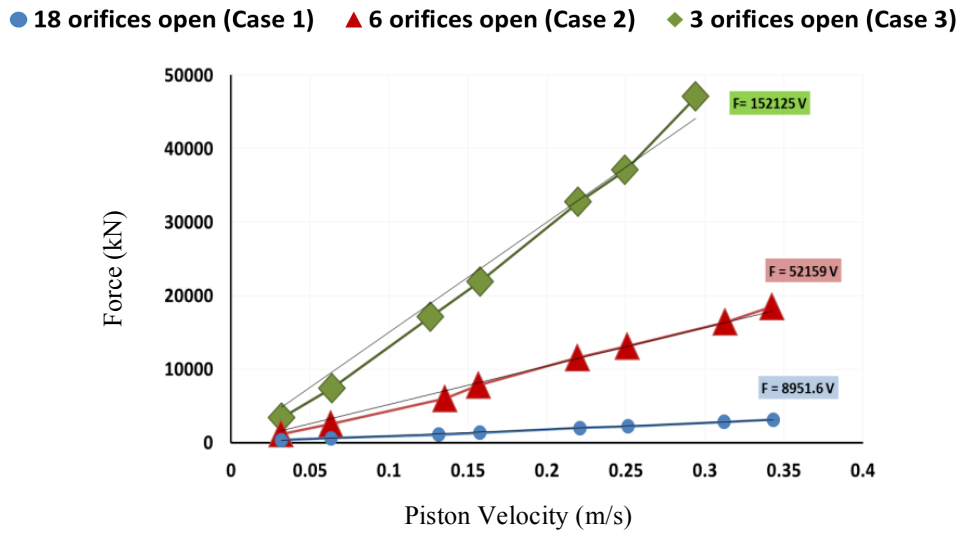 18 orifices open (Case 1) 6 orifices open (Case 2) 3 orifices open (Case 3)
50000
F= 152125 V
40000
30000
Force (kN)
F = 52159 V
20000
10000
F = 8951.6 V
0
0 0.05 0.1 0.15 0.2 0.25 0.3 0.35 0.4
Piston Velocity (m/s)